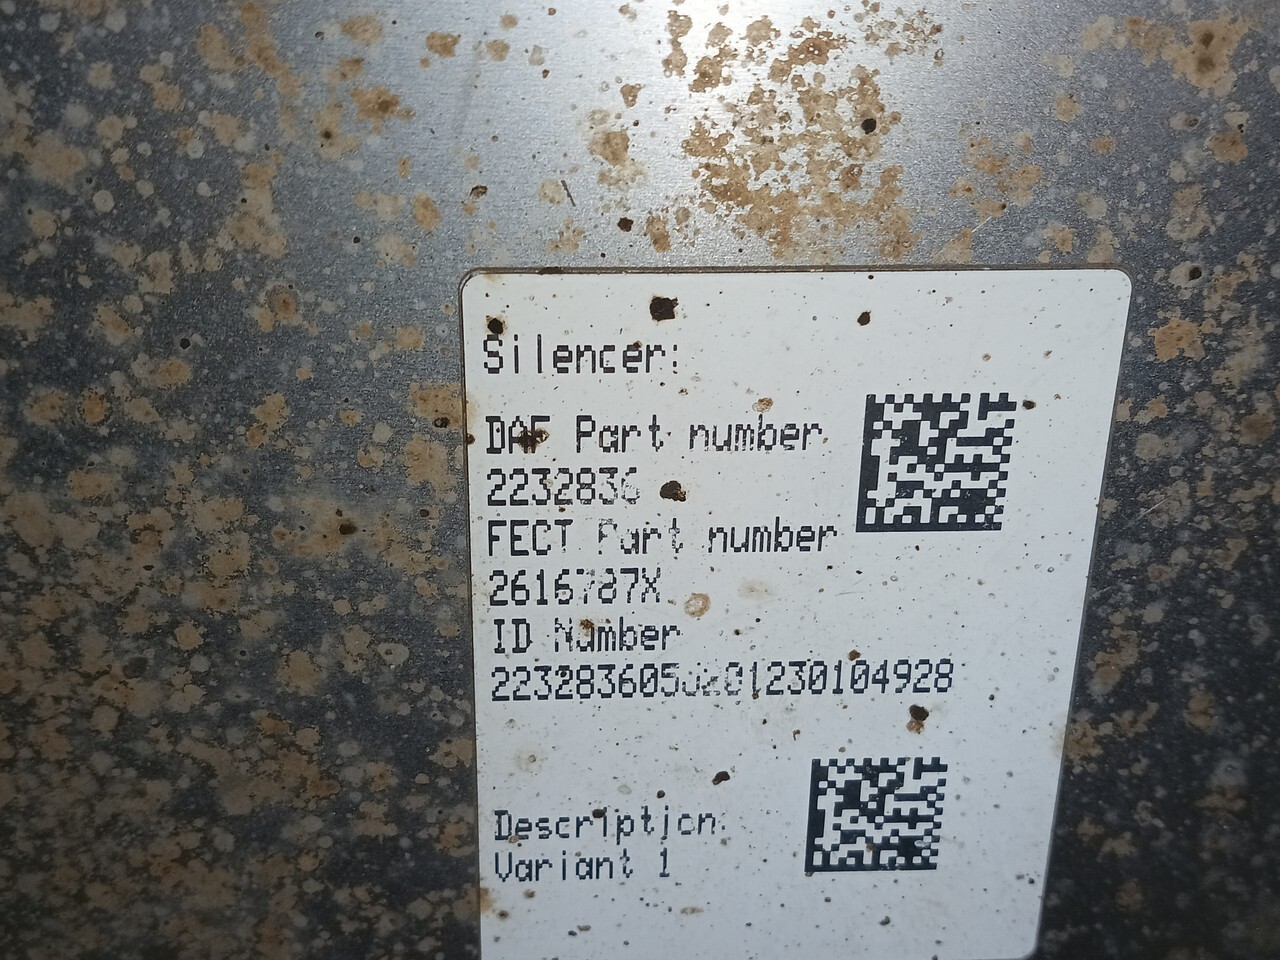 Silencer:
DAF Part number
2232836
FECT Part number
2616787X
ID Number
Description:
Variant 1